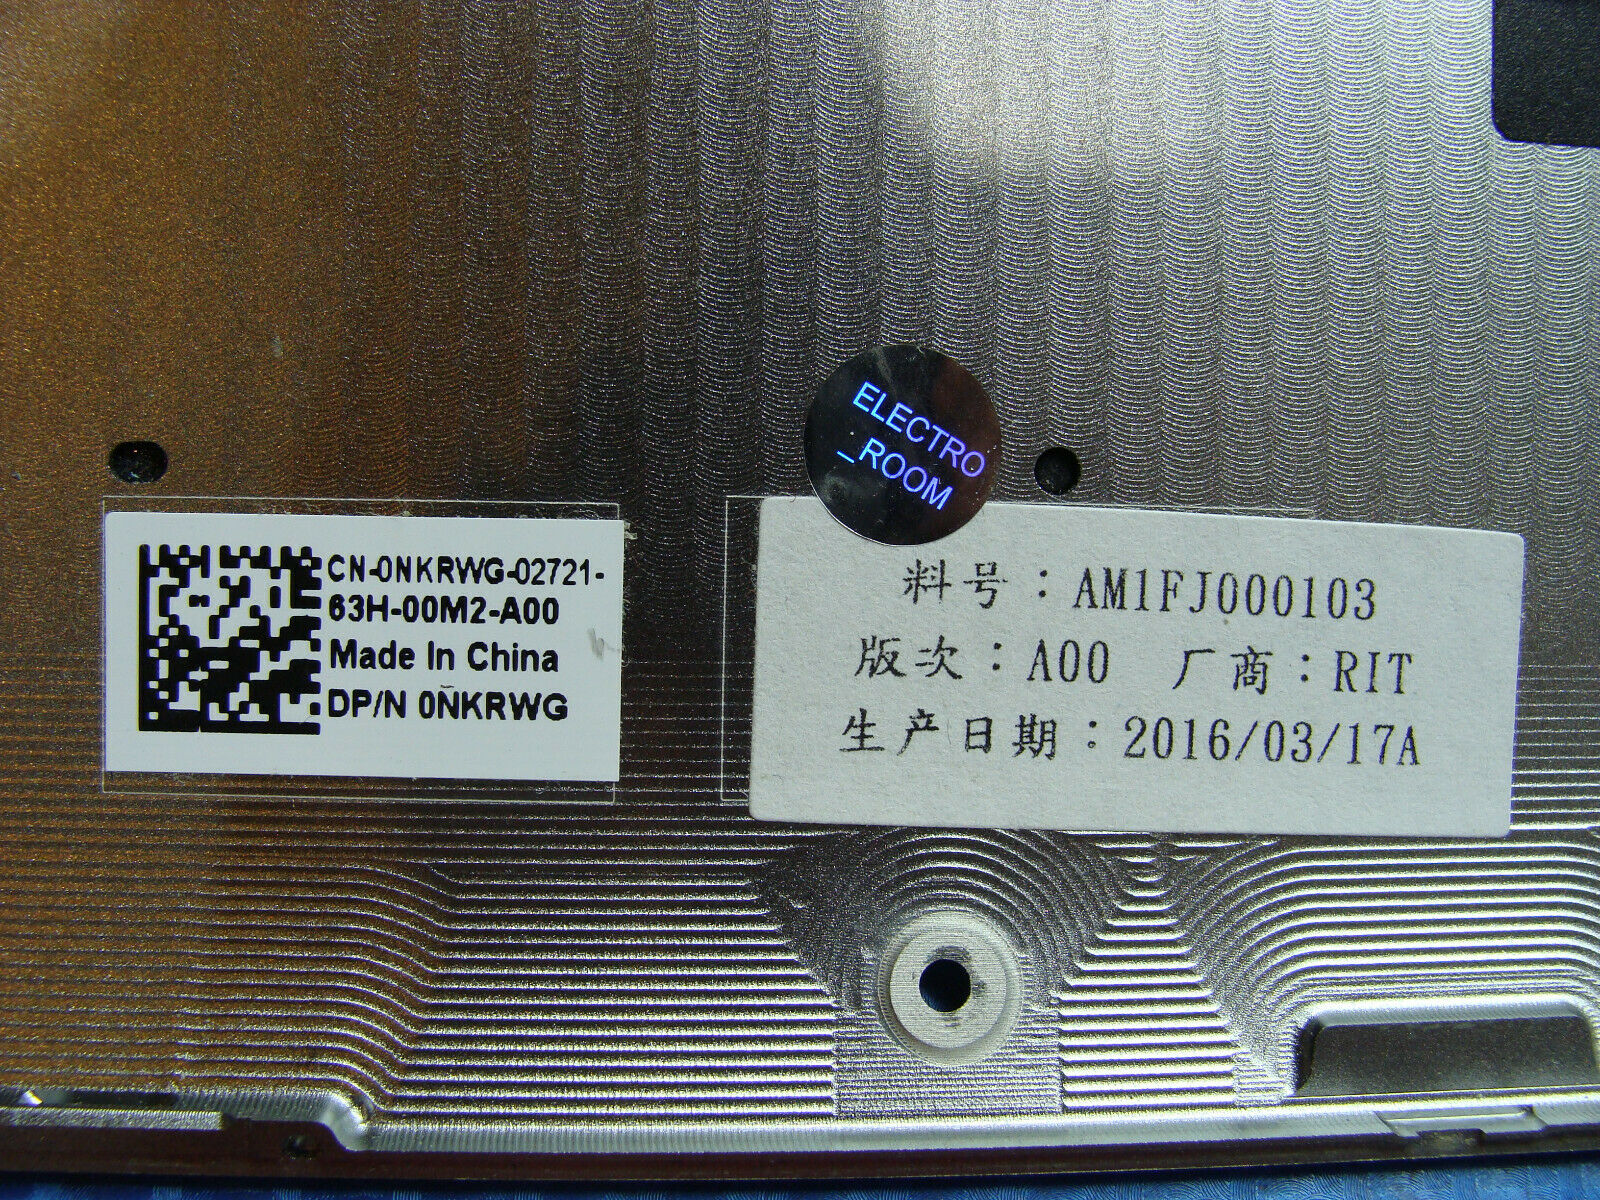 ELECTRO
_ROOM
CN-0NKRWG-02721-
63H-00M2-A00
Made In China
DP/N 0NKRWG
料号：AM1FJ000103
版次：A00 厂商：RIT
生产日期：2016/03/17A